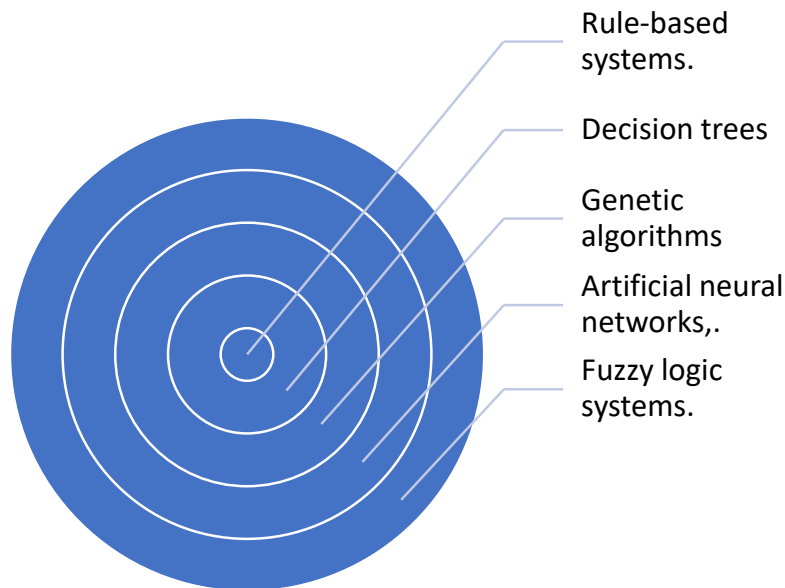 Rule-based
systems.
Decision trees
Genetic
algorithms
Artificial neural
networks,.
Fuzzy logic
systems.